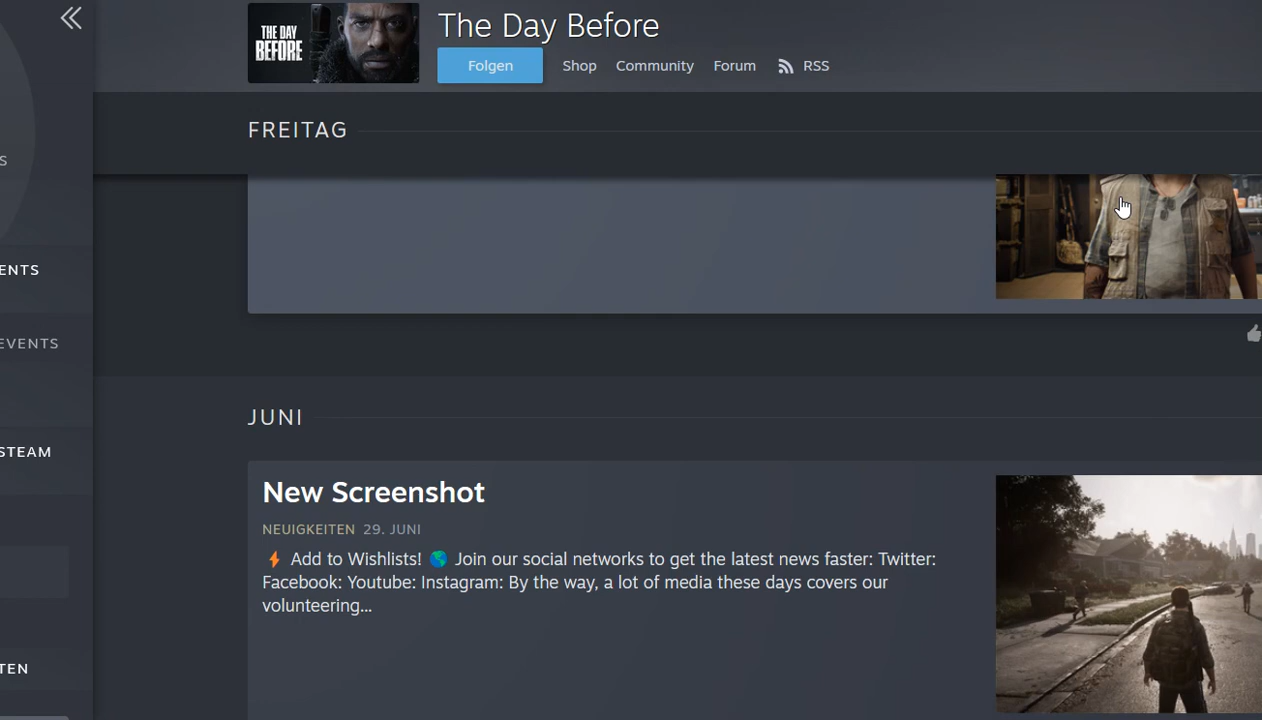 THE DAY
BEFORE
The Day Before
Folgen Shop Community Forum RSS
FREITAG
S
ENTS
EVENTS
JUNI
STEAM
New Screenshot
NEUIGKEITEN 29. JUNI
⚡ Add to Wishlists! 🌎 Join our social networks to get the latest news faster: Twitter:
Facebook: Youtube: Instagram: By the way, a lot of media these days covers our
volunteering...
TEN